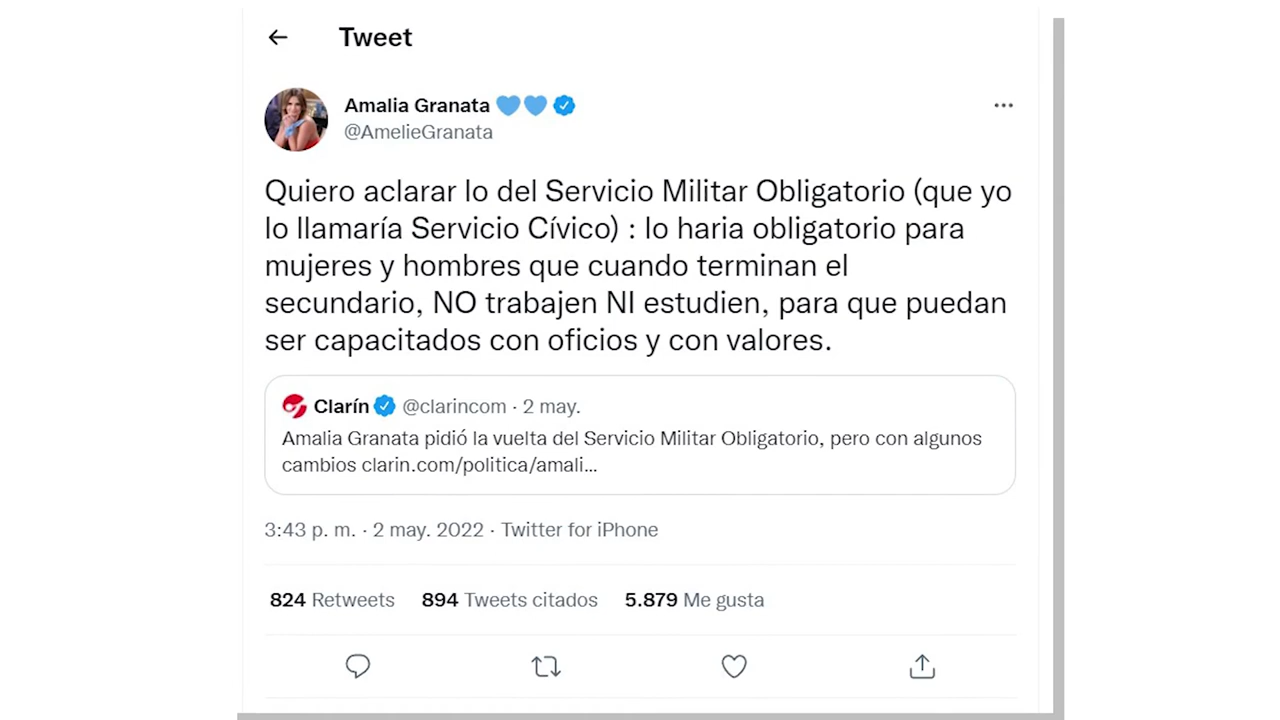 Tweet
Amalia Granata 💙💙
@AmelieGranata
Quiero aclarar lo del Servicio Militar Obligatorio (que yo
lo llamaría Servicio Cívico) : lo haria obligatorio para
mujeres y hombres que cuando terminan el
secundario, NO trabajen NI estudien, para que puedan
ser capacitados con oficios y con valores.
Clarín @clarincom · 2 may.
Amalia Granata pidió la vuelta del Servicio Militar Obligatorio, pero con algunos
cambios clarin.com/politica/amali...
3:43 p. m. · 2 may. 2022 · Twitter for iPhone
824 Retweets 894 Tweets citados 5.879 Me gusta